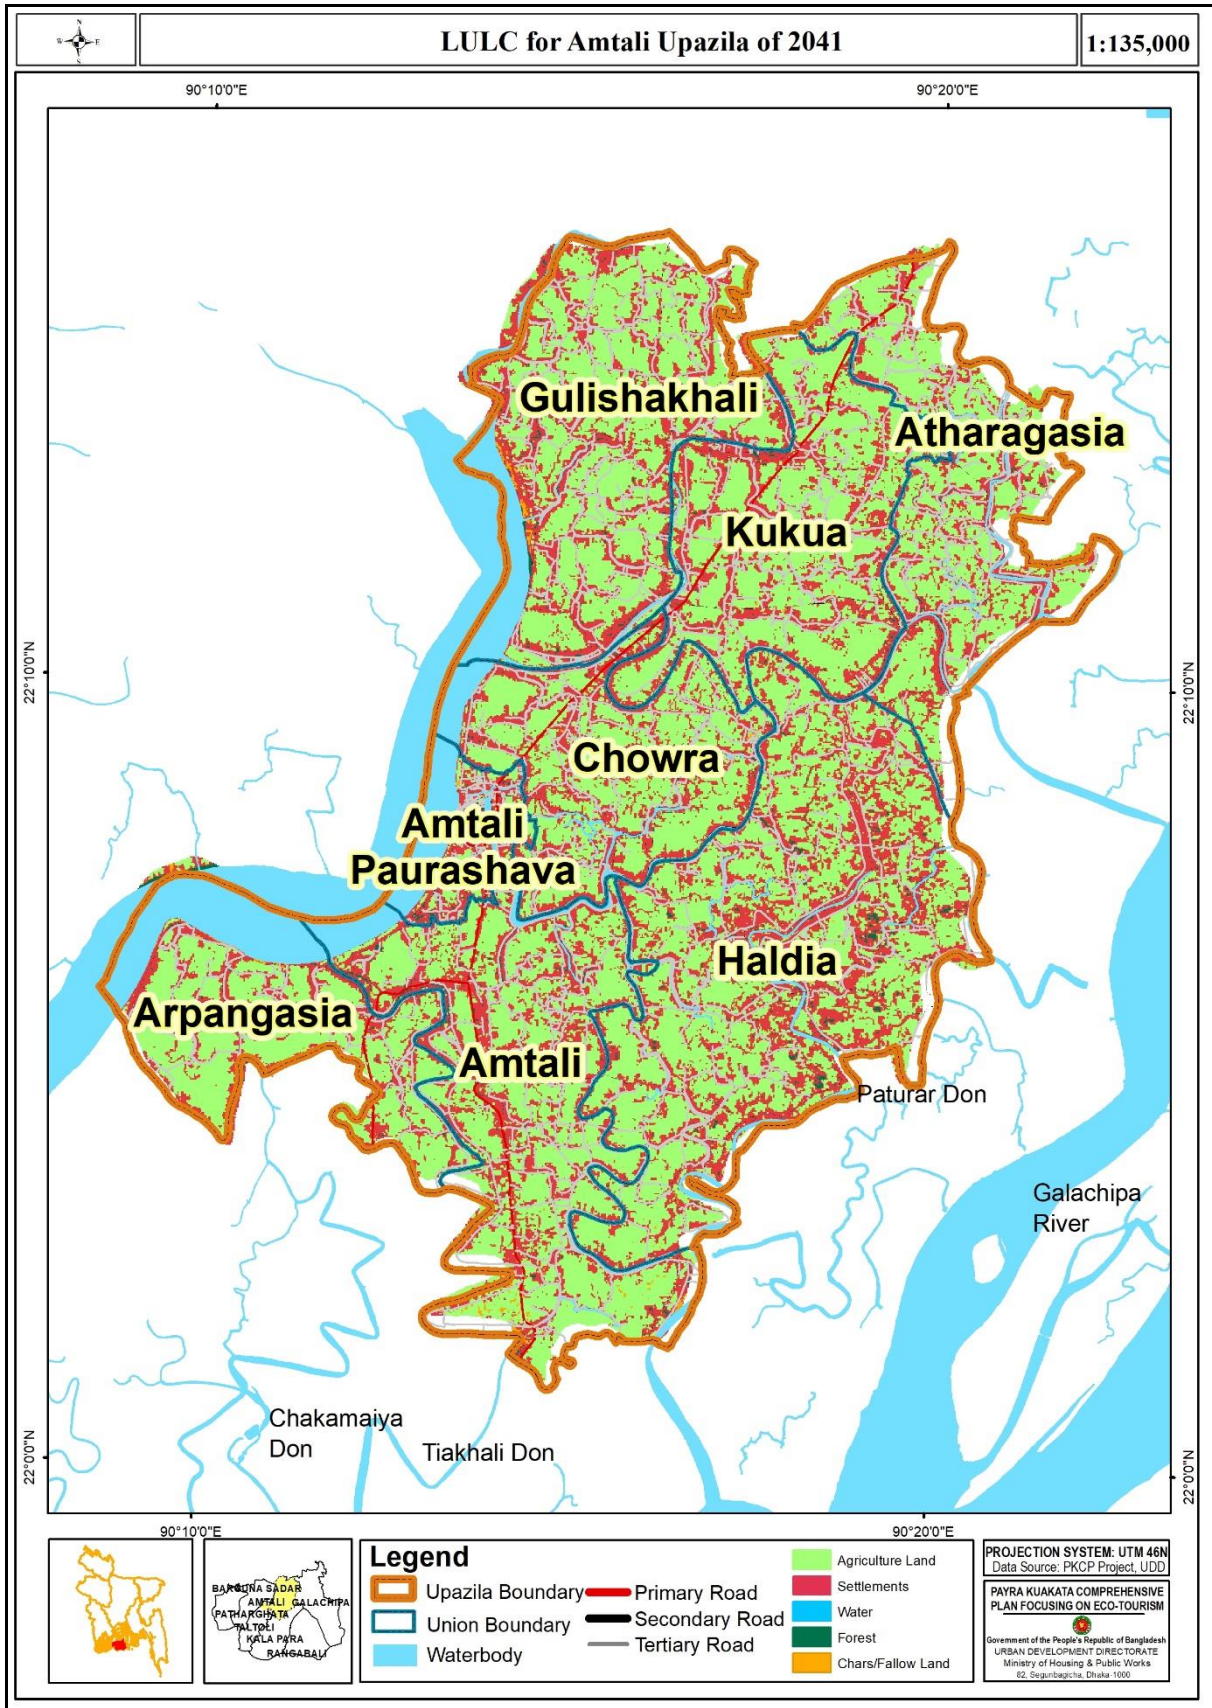 N
W
E
S
LULC for Amtali Upazila of 2041
1:135,000
90°10'0"E
90°20'0"E
Gulishakhali
Atharagasia
Kukua
22°10'0"N
22°10'0"N
Chowra
Amtali
Paurashava
Haldia
Arpangasia
Amtali
Paturar Don
Galachipa
River
Chakamaiya
Don
Tiakhali Don
22°0'0"N
22°0'0"N
90°10'0"E
90°20'0"E
BARGUNA SADAR
AMTALI
GALACHIPA
PATHARGHATA
TALTOLI
KALA PARA
RANGABALI
Legend
Upazila Boundary
Union Boundary
Waterbody
Primary Road
Secondary Road
Tertiary Road
Agriculture Land
Settlements
Water
Forest
Chars/Fallow Land
PROJECTION SYSTEM: UTM 46N
Data Source: PKCP Project, UDD
PAYRA KUAKATA COMPREHENSIVE
PLAN FOCUSING ON ECO-TOURISM
Government of the People's Republic of Bangladesh
URBAN DEVELOPMENT DIRECTORATE
Ministry of Housing & Public Works
82, Segunbagicha, Dhaka-1000